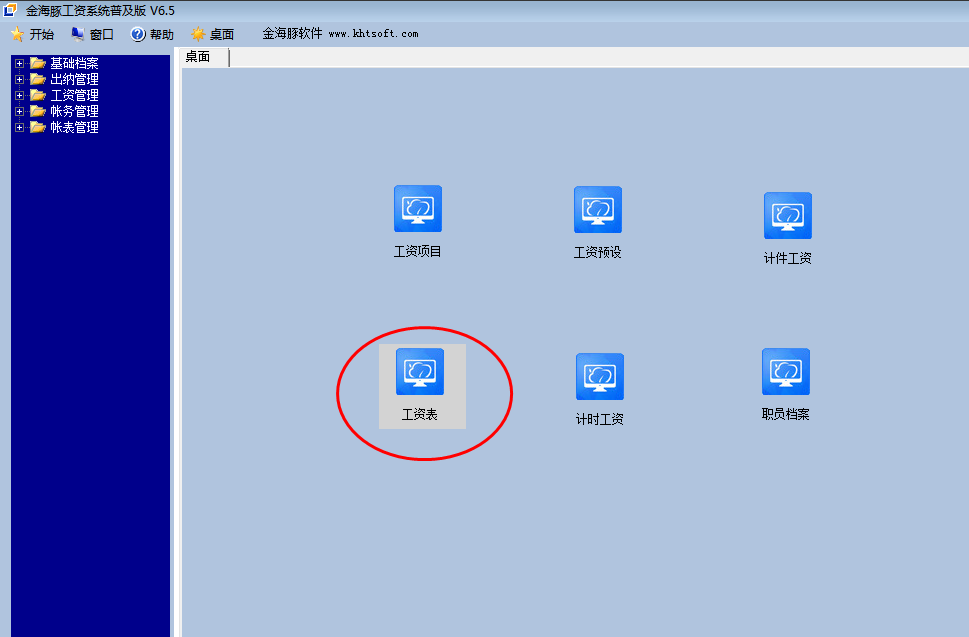 金海豚工资系统普及版 V6.5
开始 窗口 帮助 桌面 金海豚软件 www.khtsoft.com
桌面
基础档案
出纳管理
工资管理
帐务管理
帐表管理
工资项目 工资预设 计件工资
工资表 计时工资 职员档案